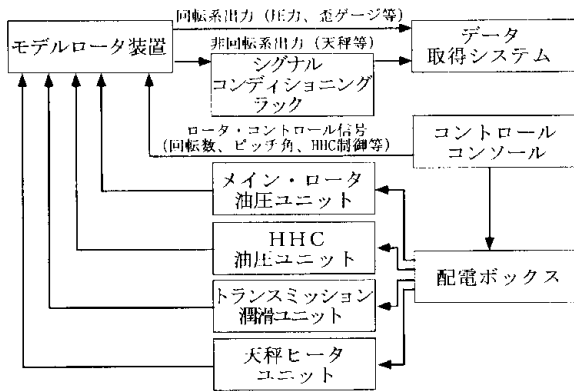 回転系出力（圧力、歪ゲージ等）
モデルロータ装置
非回転系出力（天秤等）
シグナル
コンディショニング
ラック
データ
取得システム
ロータ・コントロール信号
（回転数、ピッチ角、HHC制御等）
コントロール
コンソール
メイン・ロータ
油圧ユニット
HHC
油圧ユニット
配電ボックス
トランスミッション
潤滑ユニット
天秤ヒータ
ユニット